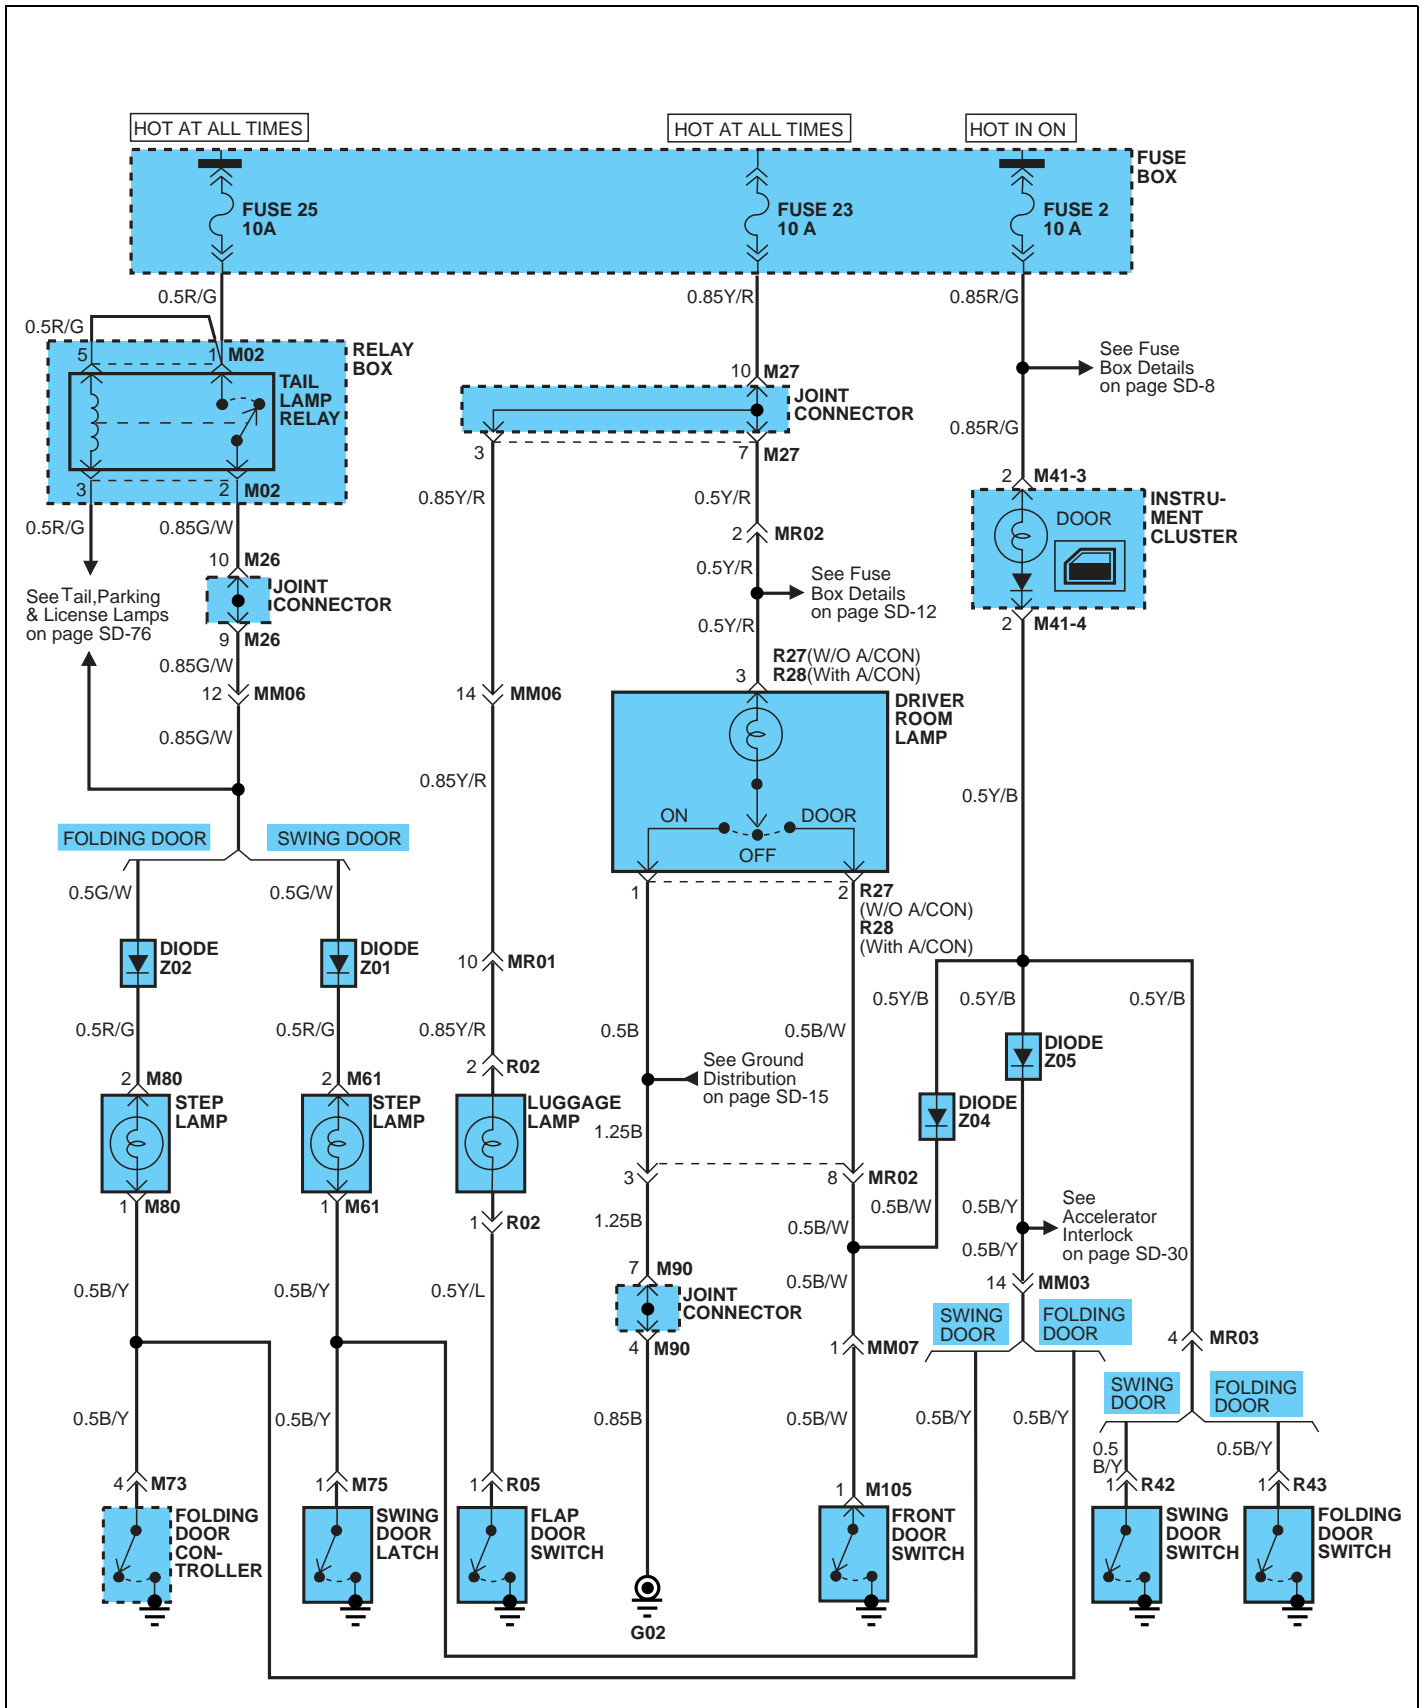 HOT AT ALL TIMES
HOT AT ALL TIMES
HOT IN ON
FUSE
BOX
FUSE 25
10A
FUSE 23
10 A
FUSE 2
10 A
0.5R/G
0.85Y/R
0.85R/G
0.5R/G
5
1
M02
RELAY
BOX
TAIL
LAMP
RELAY
3
2
M02
See Fuse
Box Details
on page SD-8
10
M27
JOINT
CONNECTOR
3
7
M27
0.85R/G
2
M41-3
INSTRU-
MENT
CLUSTER
DOOR
2
M41-4
0.5R/G
0.85G/W
0.85Y/R
0.5Y/R
2
MR02
0.5Y/R
See Fuse
Box Details
on page SD-12
0.5Y/R
10
M26
JOINT
CONNECTOR
9
M26
See Tail,Parking
& License Lamps
on page SD-76
0.85G/W
12
MM06
14
MM06
0.85G/W
0.85Y/R
R27(W/O A/CON)
R28(With A/CON)
3
DRIVER
ROOM
LAMP
ON
DOOR
OFF
1
2
R27
(W/O A/CON)
R28
(With A/CON)
0.5Y/B
FOLDING DOOR
SWING DOOR
0.5G/W
0.5G/W
DIODE
Z02
DIODE
Z01
10
MR01
0.5R/G
0.5R/G
0.85Y/R
0.5B
0.5B/W
0.5Y/B
0.5Y/B
0.5Y/B
DIODE
Z05
DIODE
Z04
See Ground
Distribution
on page SD-15
2
M80
2
M61
2
R02
STEP
LAMP
STEP
LAMP
LUGGAGE
LAMP
1.25B
3
8
MR02
1
M80
1
M61
1
R02
1.25B
0.5B/W
0.5B/W
0.5B/Y
See
Accelerator
Interlock
on page SD-30
0.5B/Y
14
MM03
7
M90
JOINT
CONNECTOR
4
M90
0.5B/Y
0.5B/Y
0.5Y/L
0.5B/W
SWING
DOOR
FOLDING
DOOR
1
MM07
4
MR03
SWING
DOOR
FOLDING
DOOR
0.5B/Y
0.5B/Y
0.85B
0.5B/W
0.5B/Y
0.5B/Y
0.5
B/Y
0.5B/Y
4
M73
1
M75
1
R05
1
M105
1
R42
1
R43
FOLDING
DOOR
CON-
TROLLER
SWING
DOOR
LATCH
FLAP
DOOR
SWITCH
FRONT
DOOR
SWITCH
SWING
DOOR
SWITCH
FOLDING
DOOR
SWITCH
G02